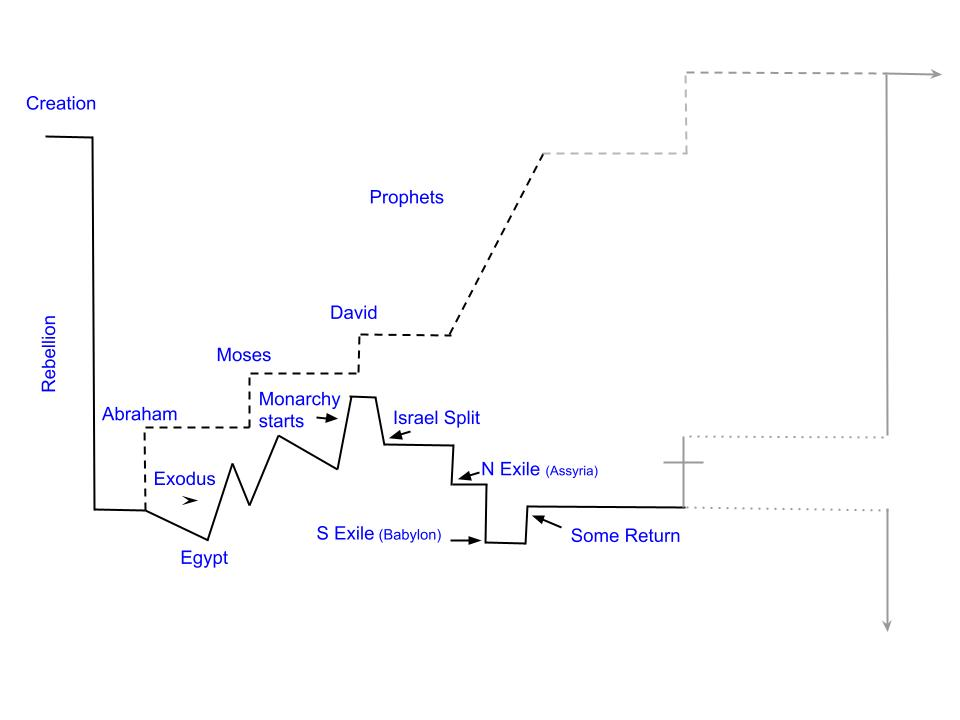 Creation
Prophets
David
Rebellion
Moses
Monarchy
starts
Abraham
Israel Split
Exodus
N Exile (Assyria)
S Exile (Babylon)
Some Return
Egypt